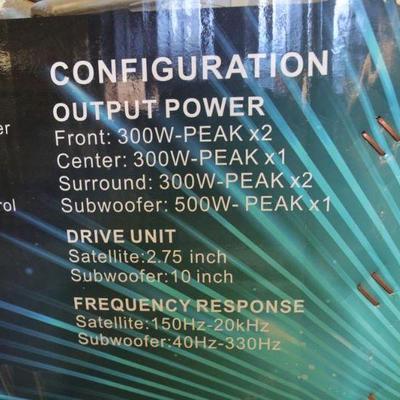 CONFIGURATION
OUTPUT POWER
Front: 300W-PEAK x2
Center: 300W-PEAK x1
Surround: 300W-PEAK x2
Subwoofer: 500W- PEAK x1
DRIVE UNIT
Satellite:2.75 inch
Subwoofer:10 inch
FREQUENCY RESPONSE
Satellite:150Hz-20kHz
Subwoofer:40Hz-330Hz